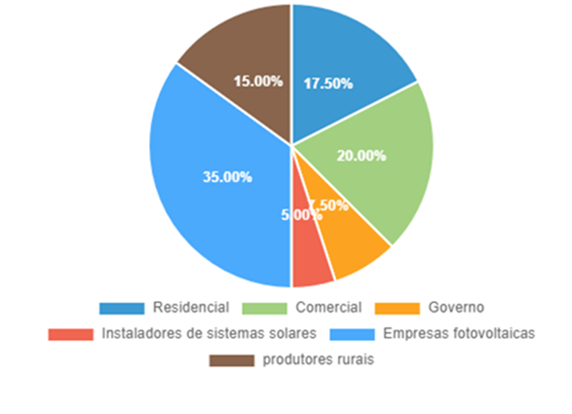 15.00%
17.50%
20.00%
35.00%
7.50%
5.00%
Residencial
Comercial
Governo
Instaladores de sistemas solares
Empresas fotovoltaicas
produtores rurais